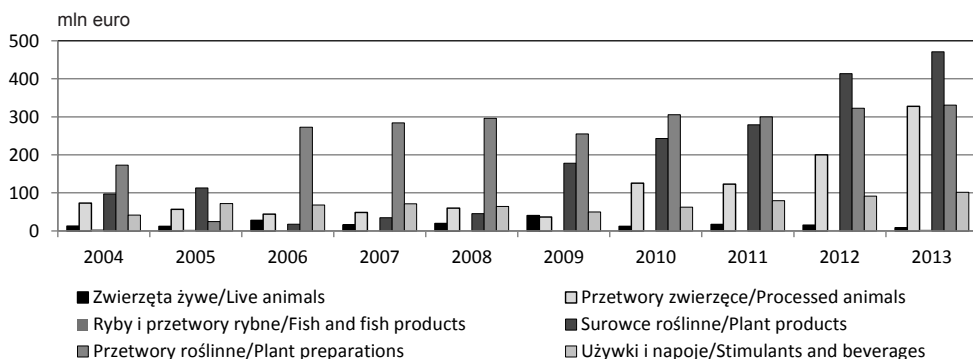 mln euro
500
400
300
200
100
0
2004 2005 2006 2007 2008 2009 2010 2011 2012 2013
Zwierzęta żywe/Live animals Przetwory zwierzęce/Processed animals
Ryby i przetwory rybne/Fish and fish products Surowce roślinne/Plant products
Przetwory roślinne/Plant preparations Używki i napoje/Stimulants and beverages